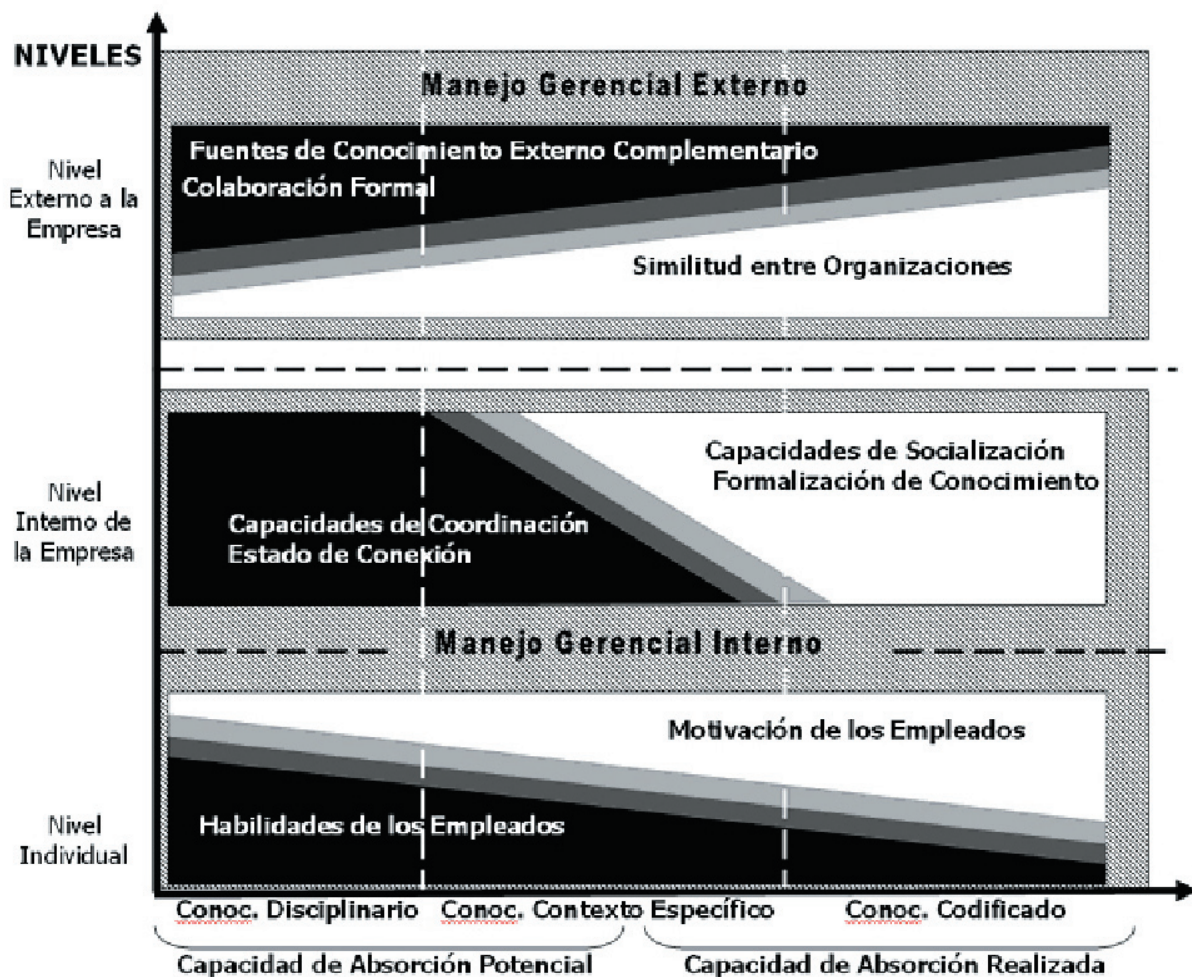 NIVELES
Manejo Gerencial Externo
Nivel
Externo a la
Empresa
Fuentes de Conocimiento Externo Complementario
Colaboración Formal
Similitud entre Organizaciones
Nivel
Interno de
la Empresa
Capacidades de Socialización
Formalización de Conocimiento
Capacidades de Coordinación
Estado de Conexión
Manejo Gerencial Interno
Nivel
Individual
Motivación de los Empleados
Habilidades de los Empleados
Conoc. Disciplinario Conoc. Contexto Específico Conoc. Codificado
Capacidad de Absorción Potencial Capacidad de Absorción Realizada